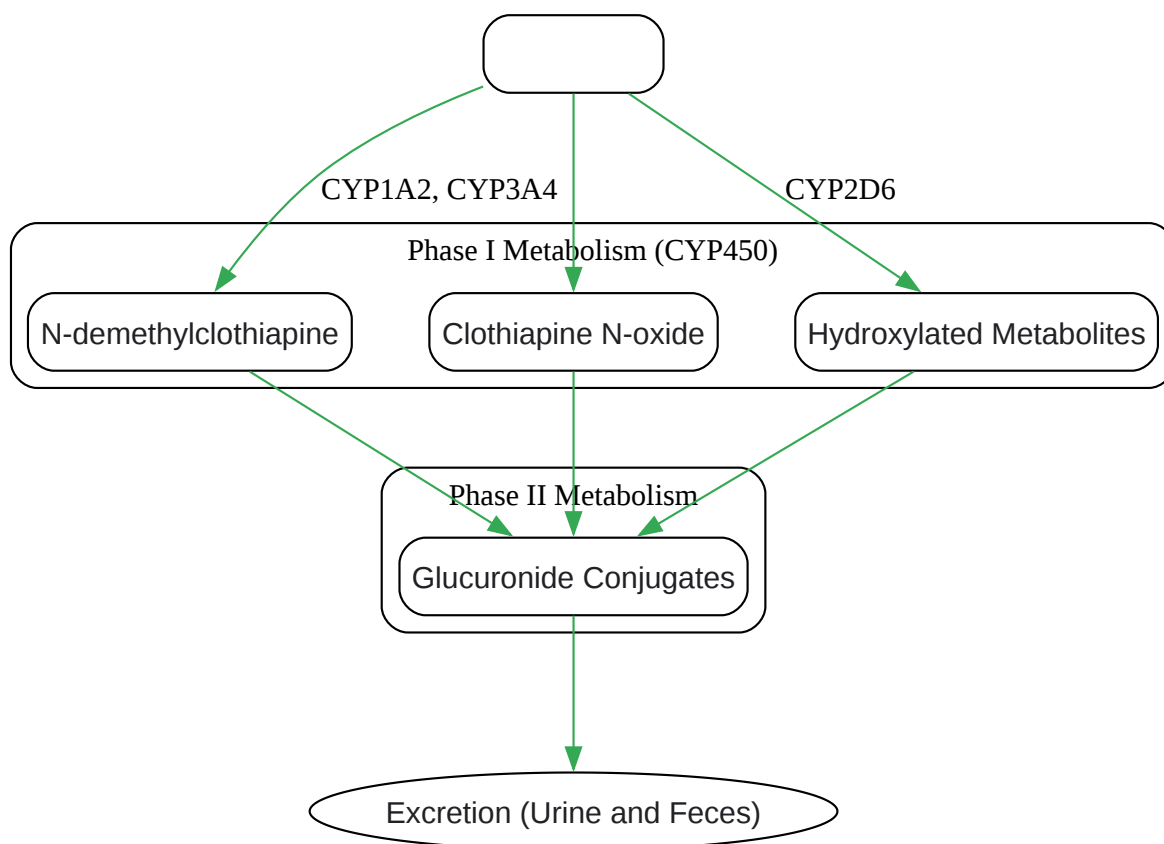 CYP1A2, CYP3A4
CYP2D6
Phase I Metabolism (CYP450)
N-demethylclothiapine
Clothiapine N-oxide
Hydroxylated Metabolites
Phase II Metabolism
Glucuronide Conjugates
Excretion (Urine and Feces)